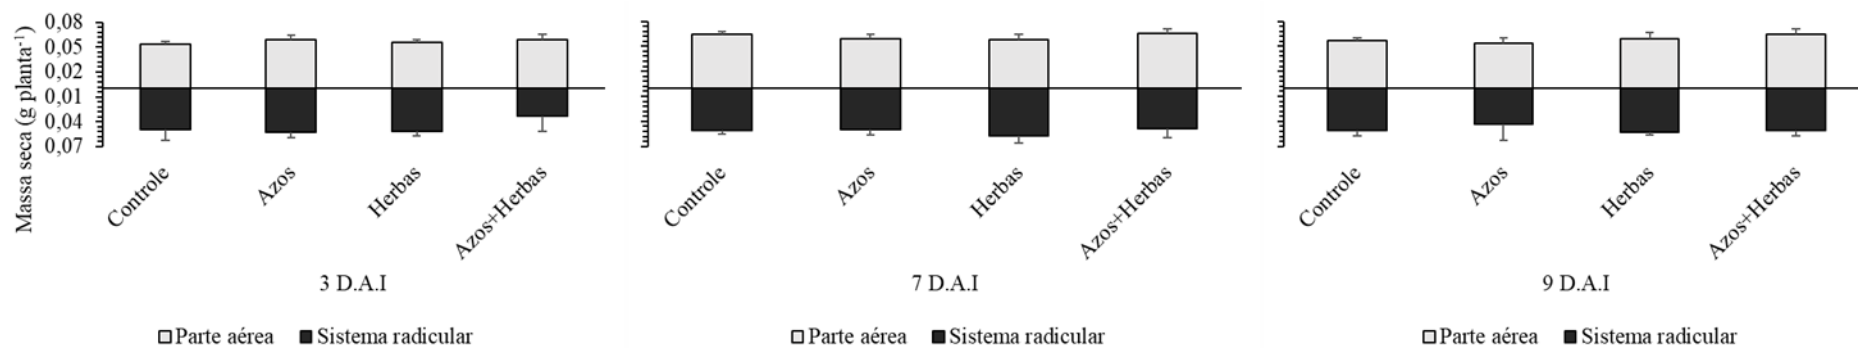 Massa seca (g planta⁻¹)
0,08
0,05
0,02
0,01
0,04
0,07
Controle
Azos
Herbas
Azos+Herbas
3 D.A.I
Parte aérea
Sistema radicular
Controle
Azos
Herbas
Azos+Herbas
7 D.A.I
Parte aérea
Sistema radicular
Controle
Azos
Herbas
Azos+Herbas
9 D.A.I
Parte aérea
Sistema radicular